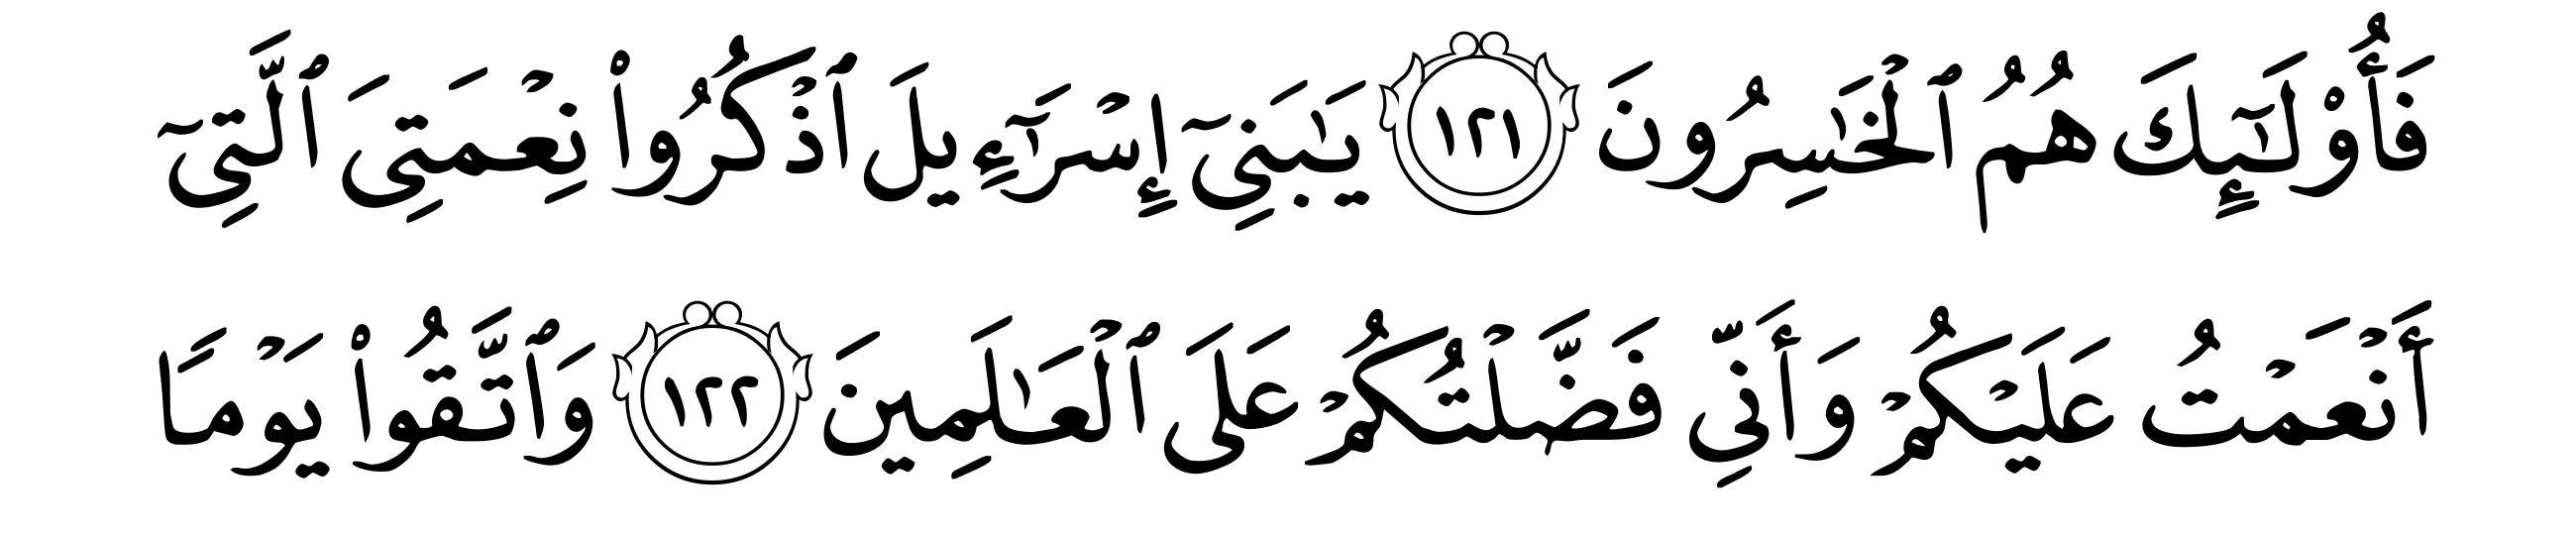 فَأُو۟لَـٰٓئِكَ هُمُ ٱلْخَـٰسِرُونَ ١٢١ يَـٰبَنِىٓ إِسْرَٰٓءِيلَ ٱذْكُرُوا۟ نِعْمَتِىَ ٱلَّتِىٓ
أَنْعَمْتُ عَلَيْكُمْ وَأَنِّى فَضَّلْتُكُمْ عَلَى ٱلْعَـٰلَمِينَ ١٢٢ وَٱتَّقُوا۟ يَوْمًا